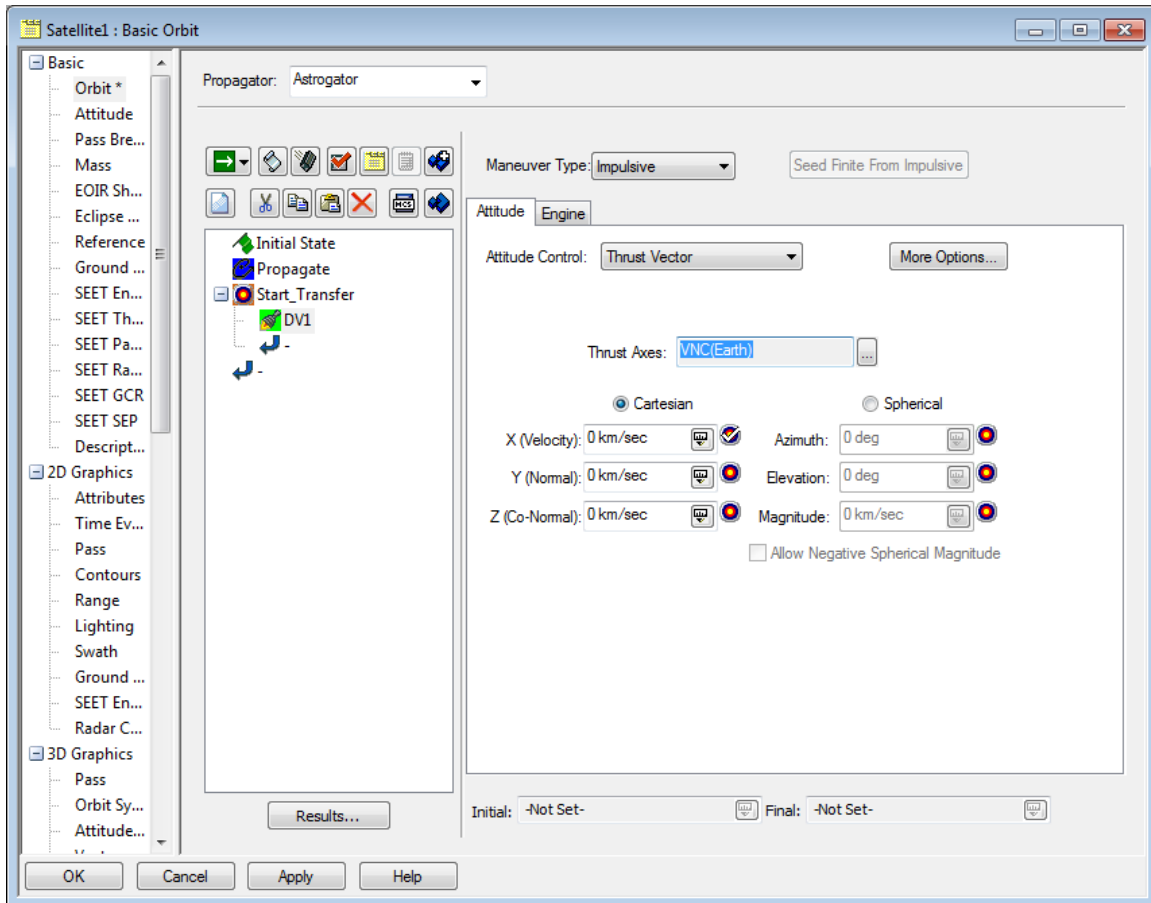 Satellite1 : Basic Orbit
Basic
Orbit *
Attitude
Pass Bre...
Mass
EOIR Sh...
Eclipse ...
Reference
Ground ...
SEET En...
SEET Th...
SEET Pa...
SEET Ra...
SEET GCR
SEET SEP
Descript...
2D Graphics
Attributes
Time Ev...
Pass
Contours
Range
Lighting
Swath
Ground ...
SEET En...
Radar C...
3D Graphics
Pass
Orbit Sy...
Attitude...
Propagator: Astrogator
MCS
Initial State
Propagate
Start_Transfer
DV1
-
-
Results...
Maneuver Type: Impulsive
Seed Finite From Impulsive
Attitude Engine
Attitude Control: Thrust Vector
More Options...
Thrust Axes: VNC(Earth) ...
Cartesian Spherical
X (Velocity): 0 km/sec Azimuth: 0 deg
Y (Normal): 0 km/sec Elevation: 0 deg
Z (Co-Normal): 0 km/sec Magnitude: 0 km/sec
Allow Negative Spherical Magnitude
Initial: -Not Set- Final: -Not Set-
OK Cancel Apply Help